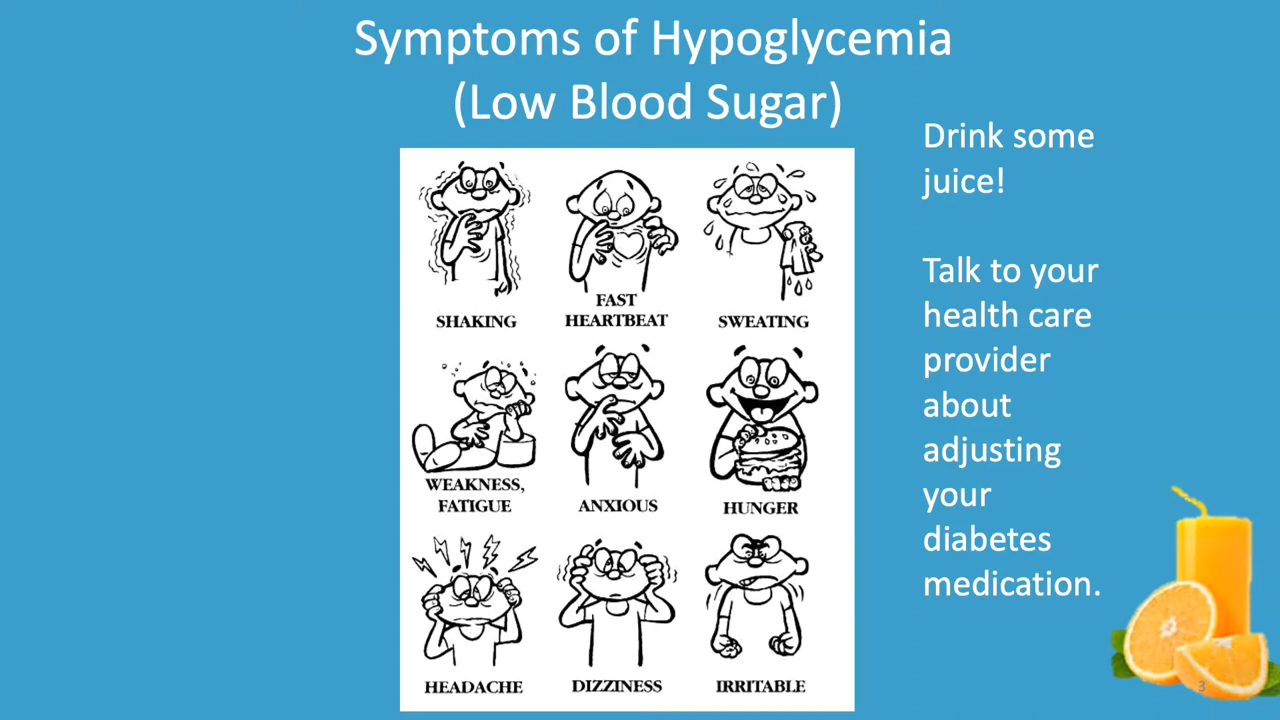 Symptoms of Hypoglycemia
(Low Blood Sugar)
Drink some
juice!
Talk to your
health care
provider
about
adjusting
your
diabetes
medication.
SHAKING
FAST
HEARTBEAT
SWEATING
WEAKNESS,
FATIGUE
ANXIOUS
HUNGER
HEADACHE
DIZZINESS
IRRITABLE
3